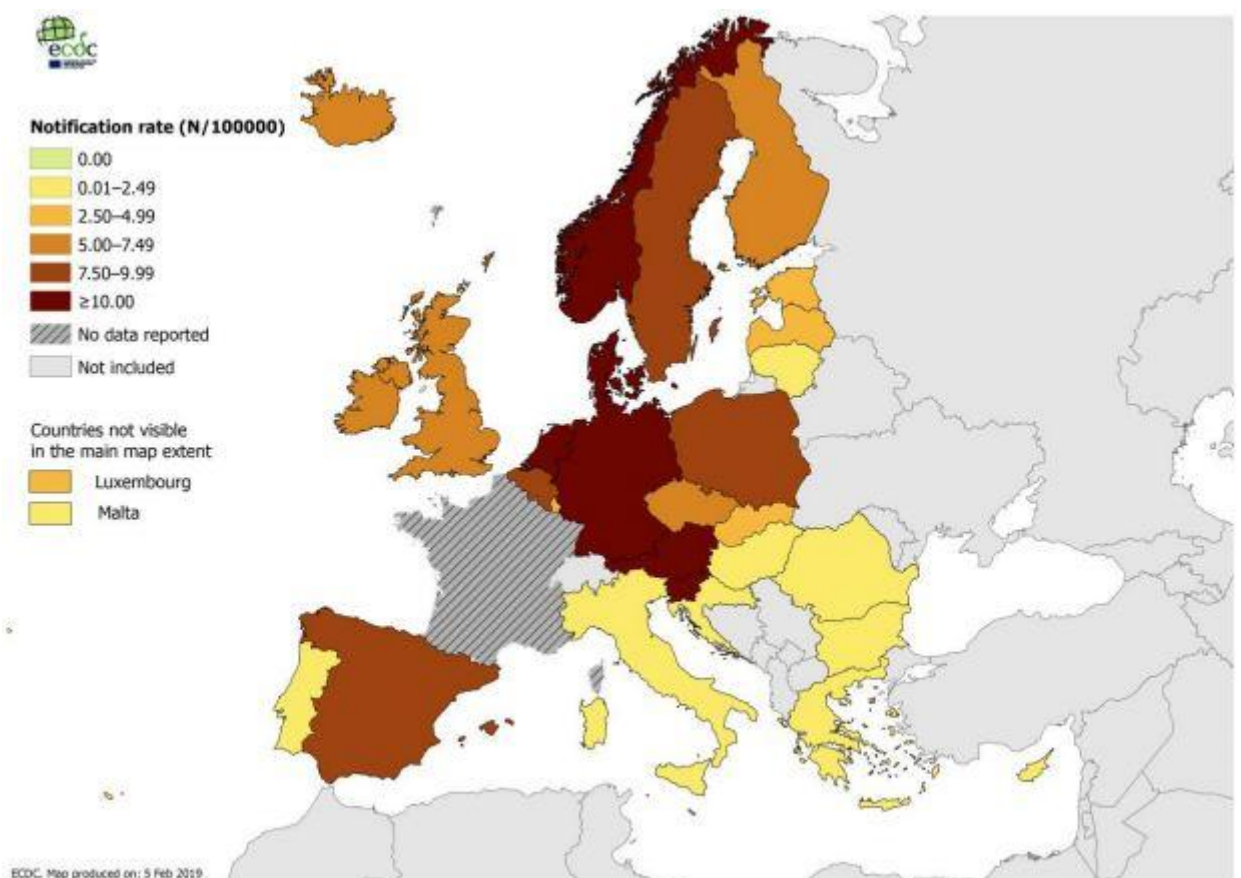 ecdc
Notification rate (N/100000)
0.00
0.01–2.49
2.50–4.99
5.00–7.49
7.50–9.99
≥10.00
No data reported
Not included
Countries not visible
in the main map extent
Luxembourg
Malta
ECDC. Map produced on: 5 Feb 2019